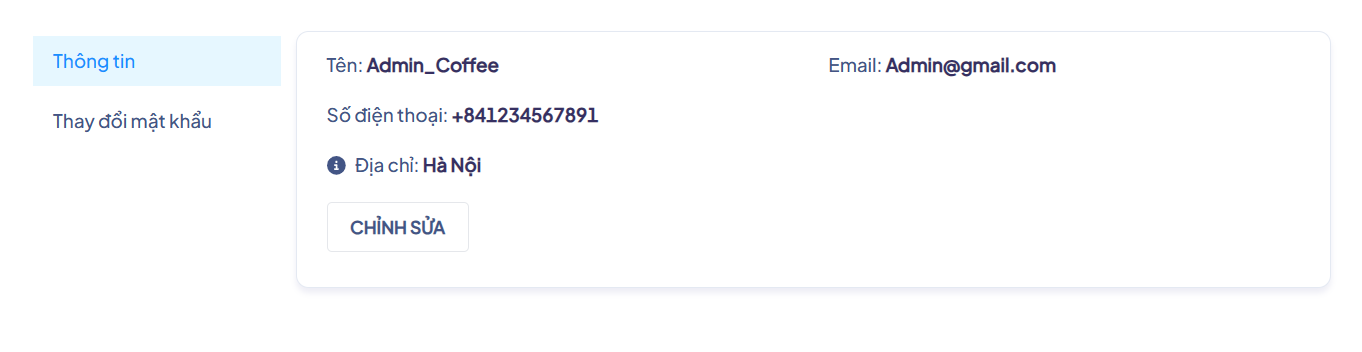 Thông tin
Thay đổi mật khẩu
Tên: Admin_Coffee
Email: Admin@gmail.com
Số điện thoại: +841234567891
Địa chỉ: Hà Nội
CHỈNH SỬA